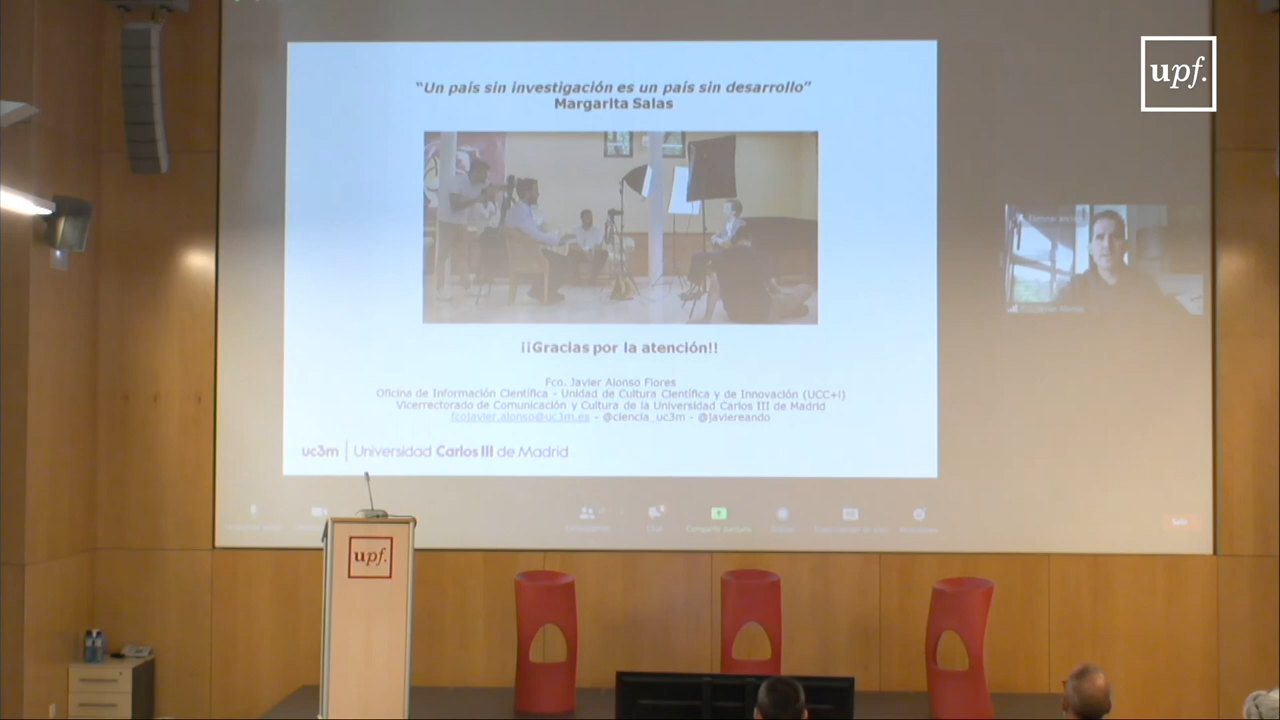 "Un país sin investigación es un país sin desarrollo"
Margarita Salas
¡¡Gracias por la atención!!
Fco. Javier Alonso Flores
Oficina de Información Científica - Unidad de Cultura Científica y de Innovación (UCC+i)
Vicerrectorado de Comunicación y Cultura de la Universidad Carlos III de Madrid
fcojavier.alonso@uc3m.es - @ciencia_uc3m - @javiereando
uc3m | Universidad Carlos III de Madrid
upf.
upf.
Compartir pantalla